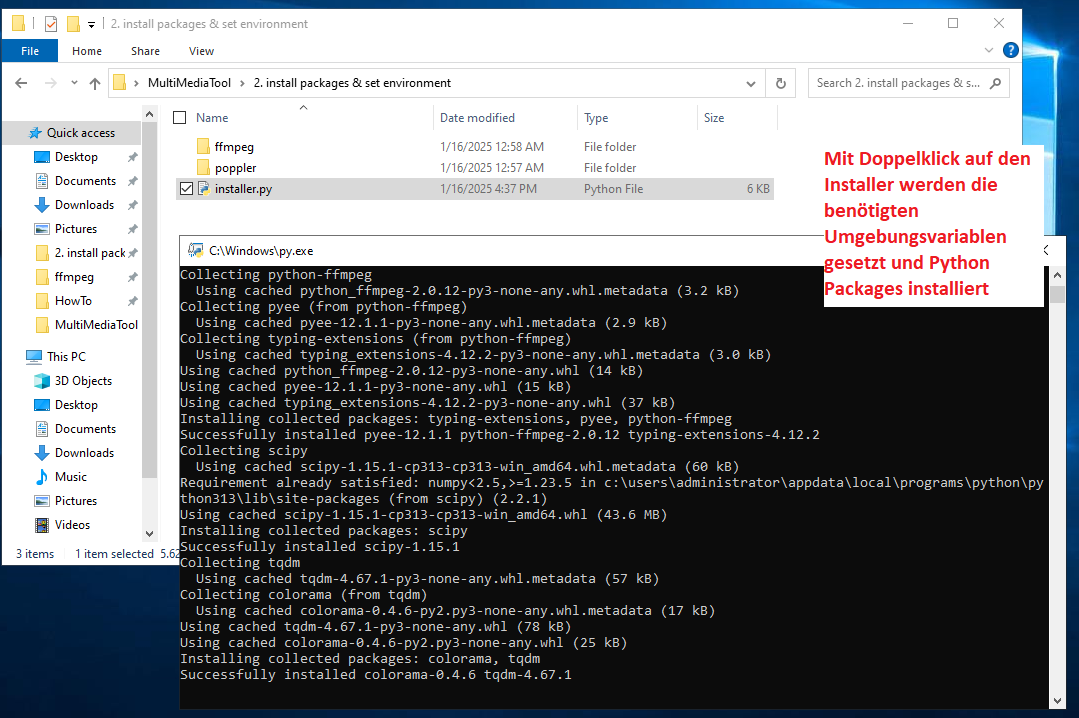 2. install packages & set environment
File Home Share View
MultiMediaTool › 2. install packages & set environment
Search 2. install packages & s...
Name Date modified Type Size
Quick access
Desktop
Documents
Downloads
Pictures
2. install pack
ffmpeg
HowTo
MultiMediaTool
This PC
3D Objects
Desktop
Documents
Downloads
Music
Pictures
Videos
ffmpeg 1/16/2025 12:58 AM File folder
poppler 1/16/2025 12:57 AM File folder
installer.py 1/16/2025 4:37 PM Python File 6 KB
3 items 1 item selected 5.62
Mit Doppelklick auf den
Installer werden die
benötigten
Umgebungsvariablen
gesetzt und Python
Packages installiert
C:\Windows\py.exe
Collecting python-ffmpeg
Using cached python_ffmpeg-2.0.12-py3-none-any.whl.metadata (3.2 kB)
Collecting pyee (from python-ffmpeg)
Using cached pyee-12.1.1-py3-none-any.whl.metadata (2.9 kB)
Collecting typing-extensions (from python-ffmpeg)
Using cached typing_extensions-4.12.2-py3-none-any.whl.metadata (3.0 kB)
Using cached python_ffmpeg-2.0.12-py3-none-any.whl (14 kB)
Using cached pyee-12.1.1-py3-none-any.whl (15 kB)
Using cached typing_extensions-4.12.2-py3-none-any.whl (37 kB)
Installing collected packages: typing-extensions, pyee, python-ffmpeg
Successfully installed pyee-12.1.1 python-ffmpeg-2.0.12 typing-extensions-4.12.2
Collecting scipy
Using cached scipy-1.15.1-cp313-cp313-win_amd64.whl.metadata (60 kB)
Requirement already satisfied: numpy<2.5,>=1.23.5 in c:\users\administrator\appdata\local\programs\python\py
thon313\lib\site-packages (from scipy) (2.2.1)
Using cached scipy-1.15.1-cp313-cp313-win_amd64.whl (43.6 MB)
Installing collected packages: scipy
Successfully installed scipy-1.15.1
Collecting tqdm
Using cached tqdm-4.67.1-py3-none-any.whl.metadata (57 kB)
Collecting colorama (from tqdm)
Using cached colorama-0.4.6-py2.py3-none-any.whl.metadata (17 kB)
Using cached tqdm-4.67.1-py3-none-any.whl (78 kB)
Using cached colorama-0.4.6-py2.py3-none-any.whl (25 kB)
Installing collected packages: colorama, tqdm
Successfully installed colorama-0.4.6 tqdm-4.67.1